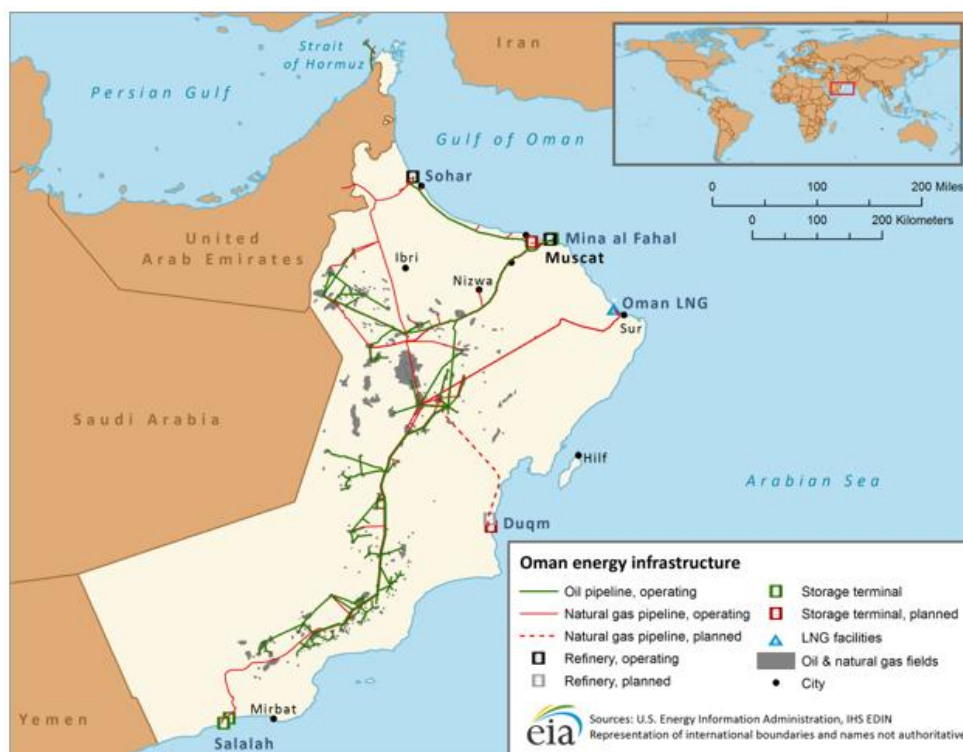 Strait
of Hormuz
Iran
Persian Gulf
Gulf of Oman
Sohar
0 100 200 Miles
0 100 200 Kilometers
United
Arab Emirates
Mina al Fahal
Muscat
Ibri
Nizwa
Oman LNG
Sur
Saudi Arabia
Hilf
Arabian Sea
Duqm
Oman energy infrastructure
Oil pipeline, operating
Natural gas pipeline, operating
Natural gas pipeline, planned
Refinery, operating
Refinery, planned
Storage terminal
Storage terminal, planned
LNG facilities
Oil & natural gas fields
City
Yemen
Mirbat
Salalah
eia
Sources: U.S. Energy Information Administration, IHS EDIN
Representation of international boundaries and names not authoritative